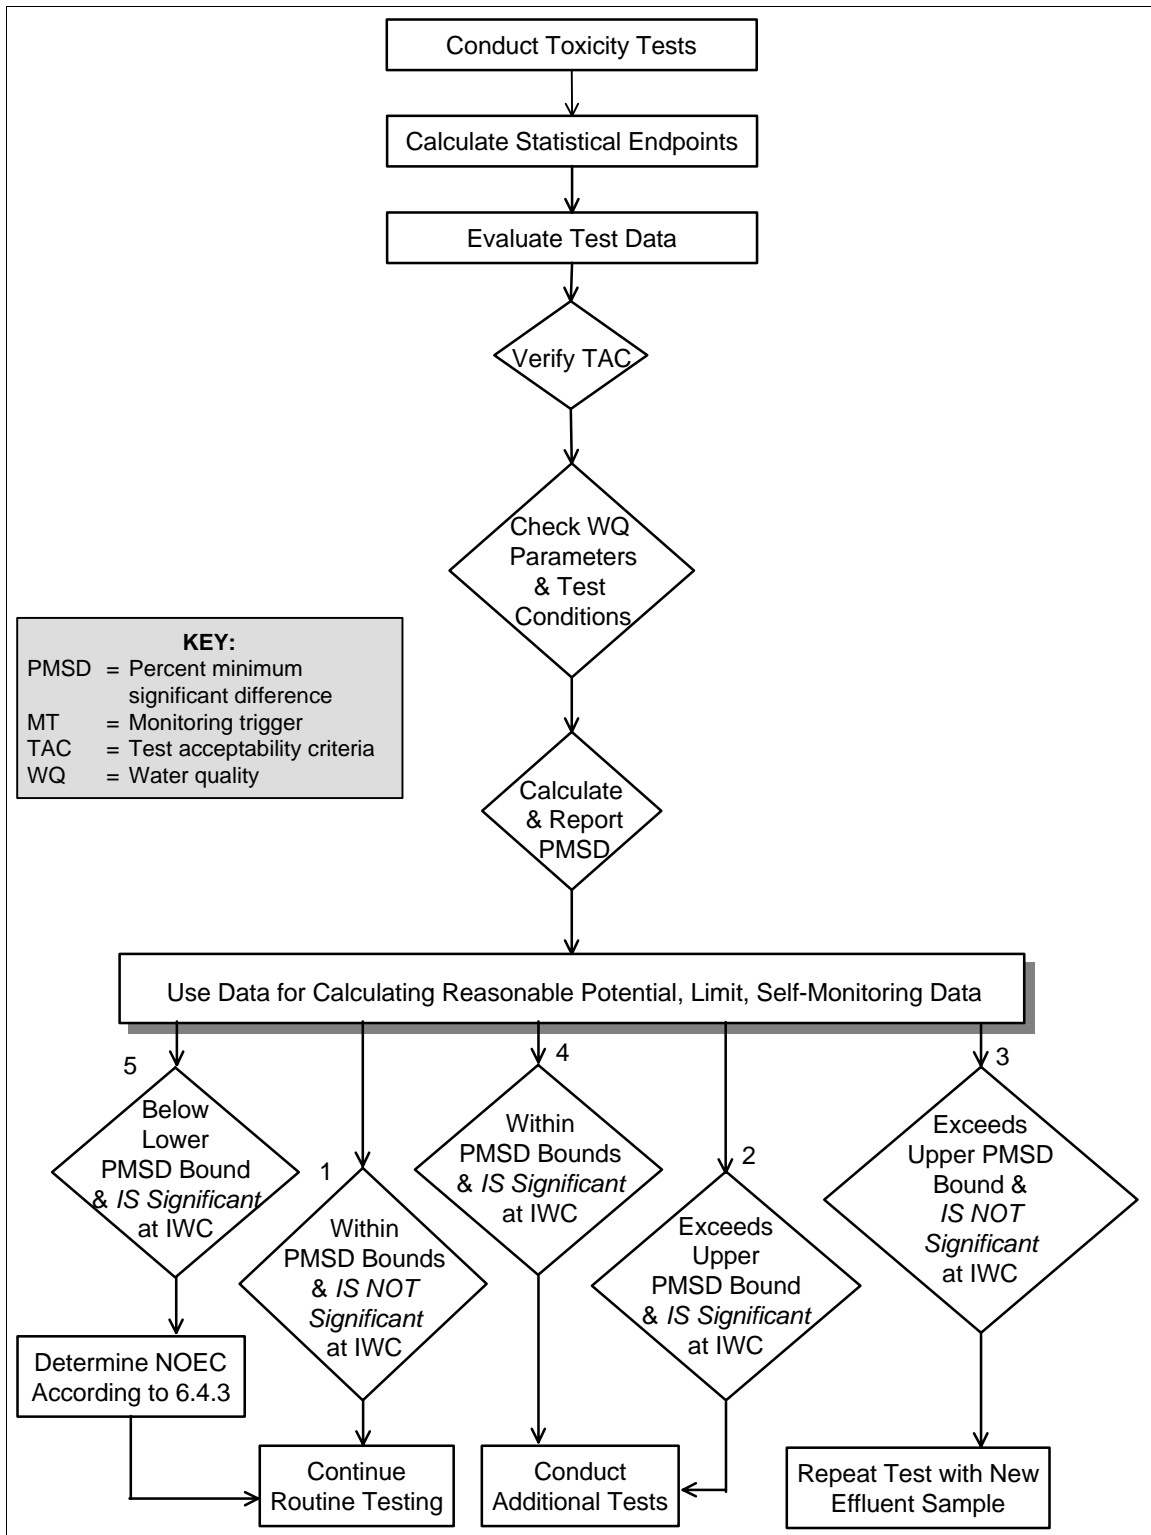 Conduct Toxicity Tests
Calculate Statistical Endpoints
Evaluate Test Data
Verify TAC
Check WQ
Parameters
& Test
Conditions
KEY:
PMSD = Percent minimum
significant difference
MT = Monitoring trigger
TAC = Test acceptability criteria
WQ = Water quality
Calculate
& Report
PMSD
Use Data for Calculating Reasonable Potential, Limit, Self-Monitoring Data
5
Below
Lower
PMSD Bound
& IS Significant
at IWC
1
Within
PMSD Bounds
& IS NOT
Significant
at IWC
4
Within
PMSD Bounds
& IS Significant
at IWC
2
Exceeds
Upper
PMSD Bound
& IS Significant
at IWC
3
Exceeds
Upper PMSD
Bound &
IS NOT
Significant
at IWC
Determine NOEC
According to 6.4.3
Continue
Routine Testing
Conduct
Additional Tests
Repeat Test with New
Effluent Sample